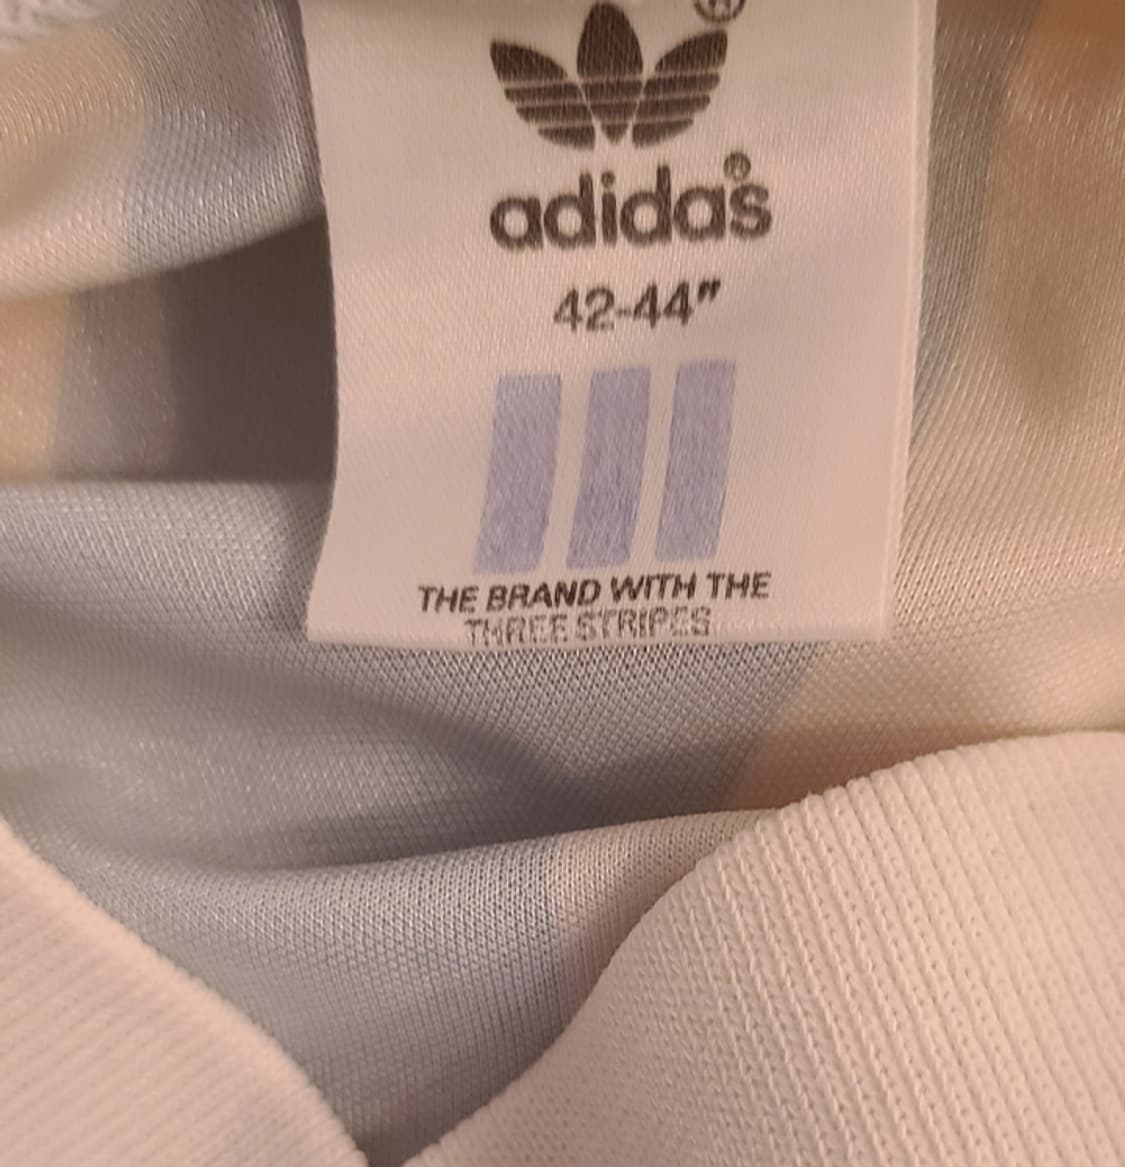 ®
adidas®
42-44"
THE BRAND WITH THE
THREE STRIPES